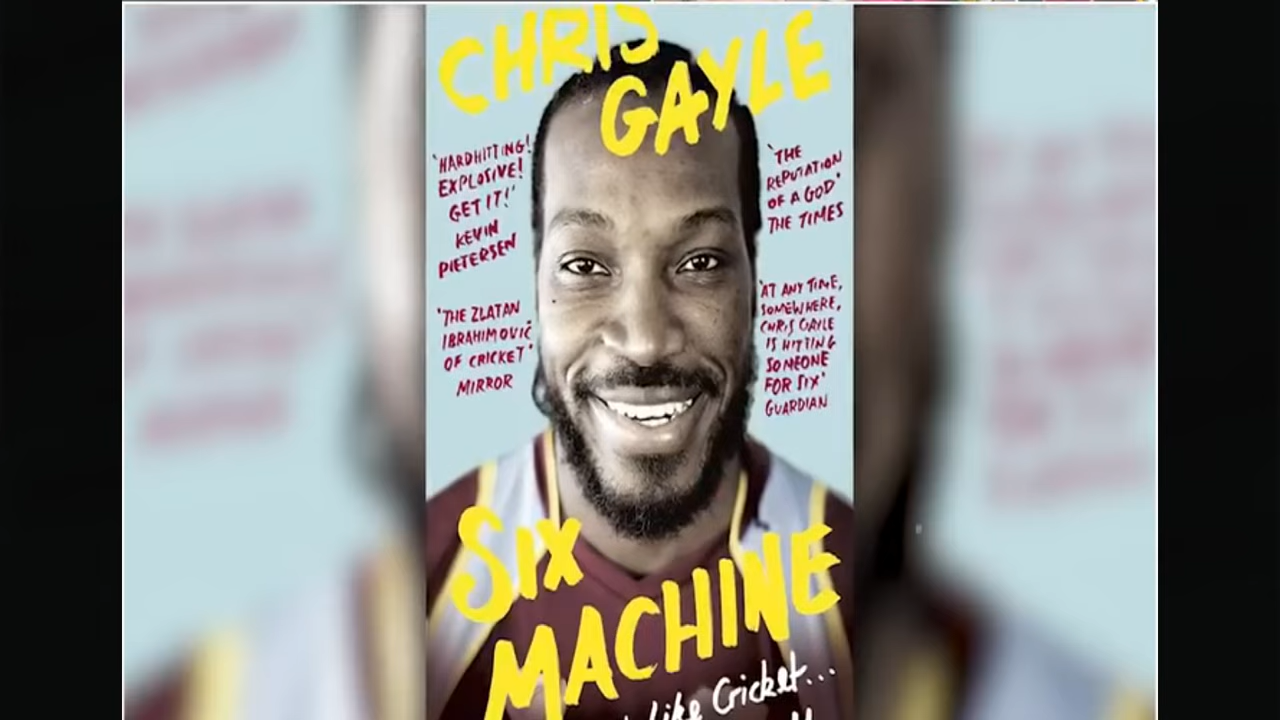 CHRIS
GAYLE
'HARDHITTING!
EXPLOSIVE!
GET IT!'
KEVIN
PIETERSEN
'THE ZLATAN
IBRAHIMOVIĆ
OF CRICKET'
MIRROR
'THE
REPUTATION
OF A GOD'
THE TIMES
'AT ANY TIME,
SOMEWHERE,
CHRIS GAYLE
IS HITTING
SOMEONE
FOR SIX'
GUARDIAN
SIX
MACHINE
Like Cricket...